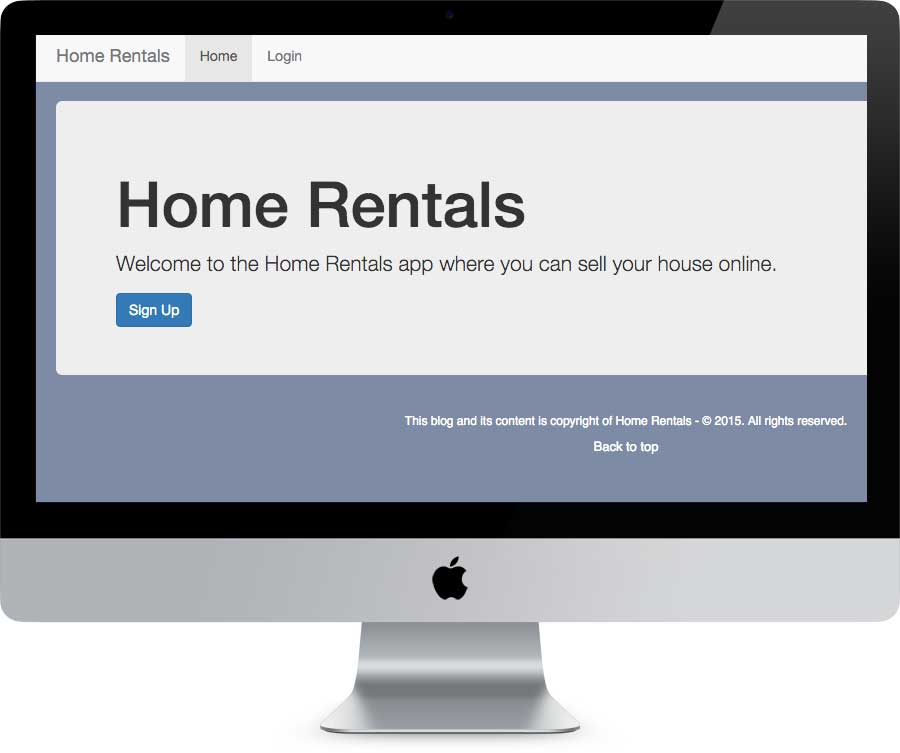 Home Rentals Home Login
Home Rentals
Welcome to the Home Rentals app where you can sell your house online.
Sign Up
This blog and its content is copyright of Home Rentals - © 2015. All rights reserved.
Back to top